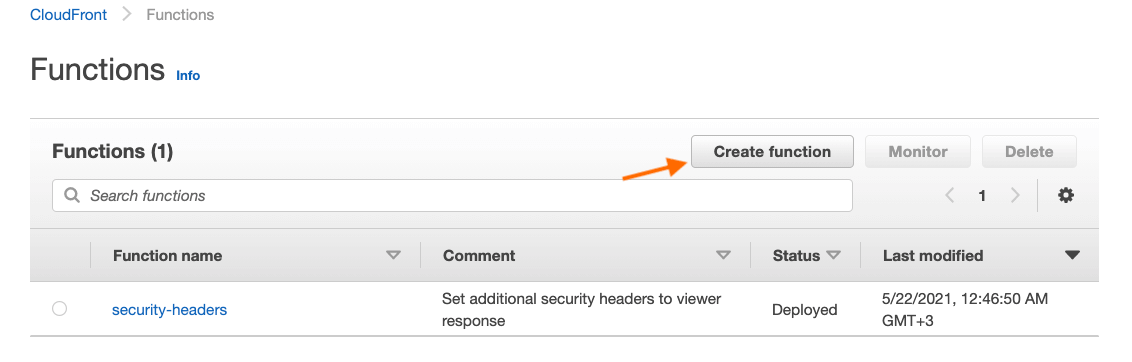 CloudFront Functions
Functions Info
Functions (1) Create function Monitor Delete
Search functions 1
Function name Comment Status Last modified
security-headers Set additional security headers to viewer response Deployed 5/22/2021, 12:46:50 AM GMT+3